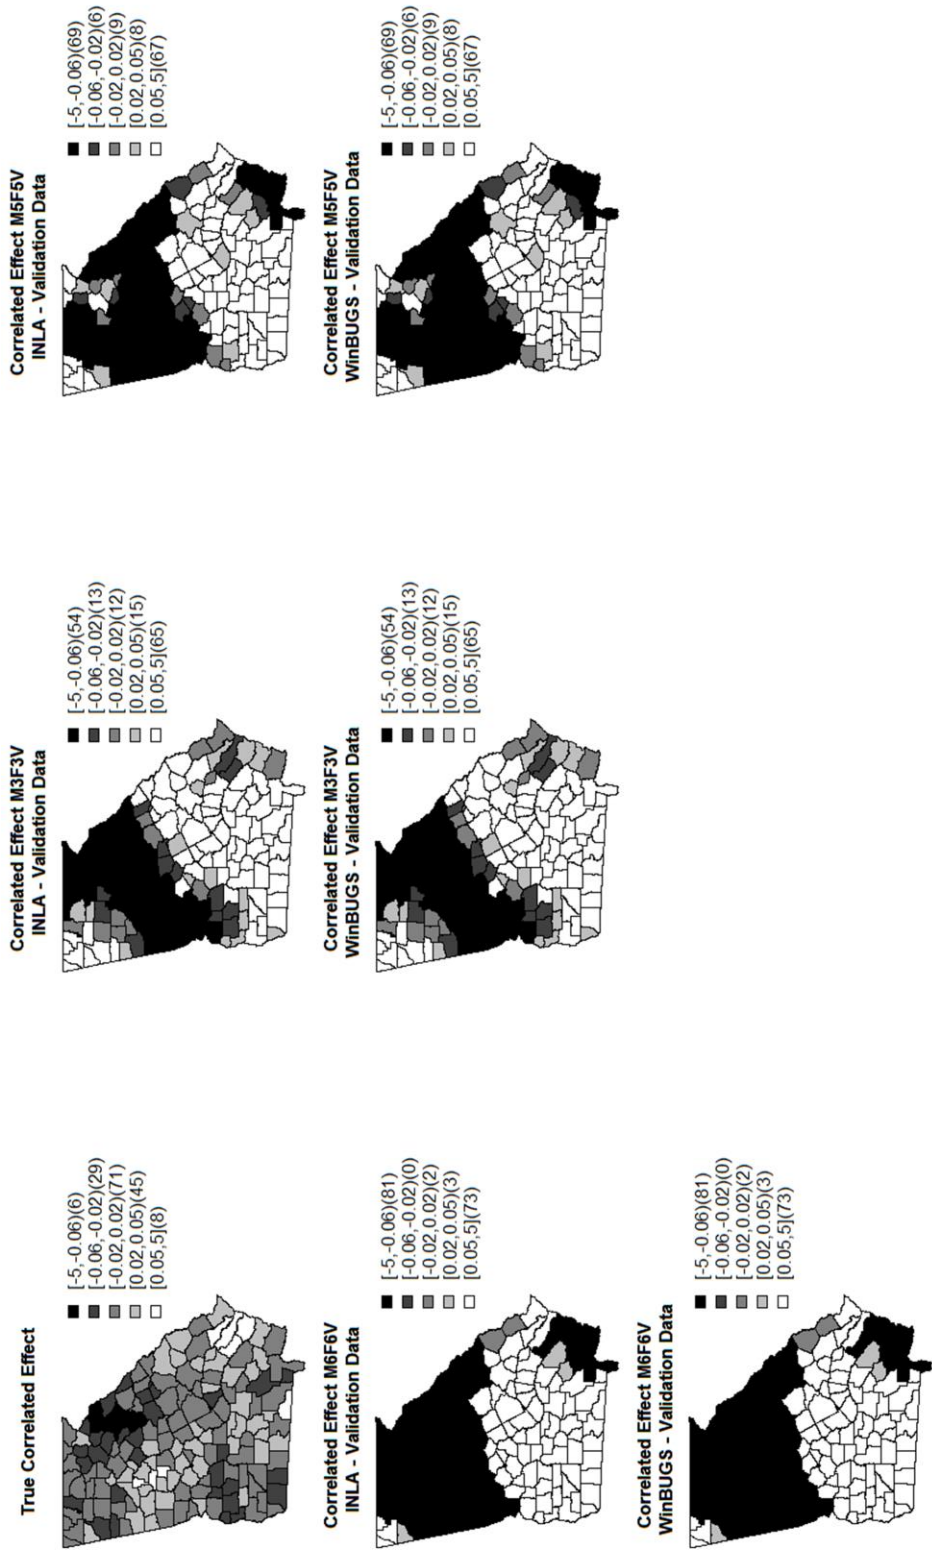 True Correlated Effect
[-5,-0.06)(6)
[-0.06,-0.02)(29)
[-0.02,0.02)(71)
[0.02,0.05)(45)
[0.05,5](8)
Correlated Effect M3F3V
INLA - Validation Data
[-5,-0.06)(54)
[-0.06,-0.02)(13)
[-0.02,0.02)(12)
[0.02,0.05)(15)
[0.05,5](65)
Correlated Effect M5F5V
INLA - Validation Data
[-5,-0.06)(69)
[-0.06,-0.02)(6)
[-0.02,0.02)(9)
[0.02,0.05)(8)
[0.05,5](67)
Correlated Effect M6F6V
INLA - Validation Data
[-5,-0.06)(81)
[-0.06,-0.02)(0)
[-0.02,0.02)(2)
[0.02,0.05)(3)
[0.05,5](73)
Correlated Effect M3F3V
WinBUGS - Validation Data
[-5,-0.06)(54)
[-0.06,-0.02)(13)
[-0.02,0.02)(12)
[0.02,0.05)(15)
[0.05,5](65)
Correlated Effect M5F5V
WinBUGS - Validation Data
[-5,-0.06)(69)
[-0.06,-0.02)(6)
[-0.02,0.02)(9)
[0.02,0.05)(8)
[0.05,5](67)
Correlated Effect M6F6V
WinBUGS - Validation Data
[-5,-0.06)(81)
[-0.06,-0.02)(0)
[-0.02,0.02)(2)
[0.02,0.05)(3)
[0.05,5](73)